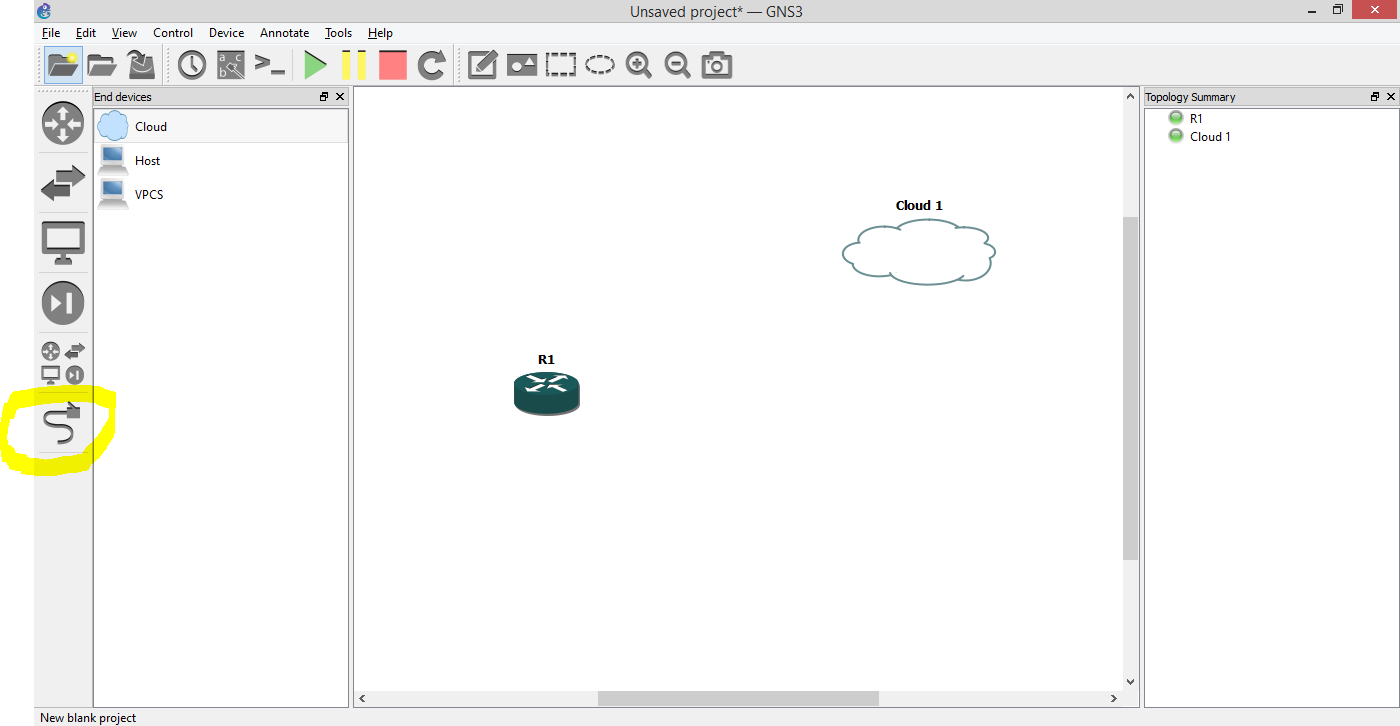 Unsaved project* — GNS3
File Edit View Control Device Annotate Tools Help
a c
b
End devices
Cloud
Host
VPCS
Cloud 1
R1
Topology Summary
R1
Cloud 1
New blank project